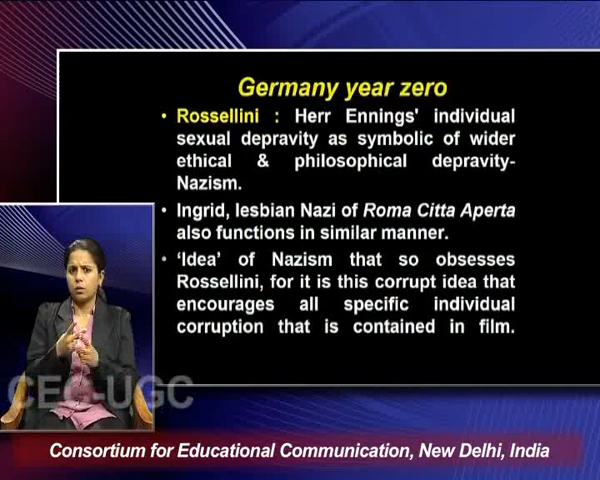 Germany year zero
• Rossellini : Herr Ennings' individual
sexual depravity as symbolic of wider
ethical & philosophical depravity-
Nazism.
• Ingrid, lesbian Nazi of Roma Citta Aperta
also functions in similar manner.
• 'Idea' of Nazism that so obsesses
Rossellini, for it is this corrupt idea that
encourages all specific individual
corruption that is contained in film.
CEC-UGC
Consortium for Educational Communication, New Delhi, India